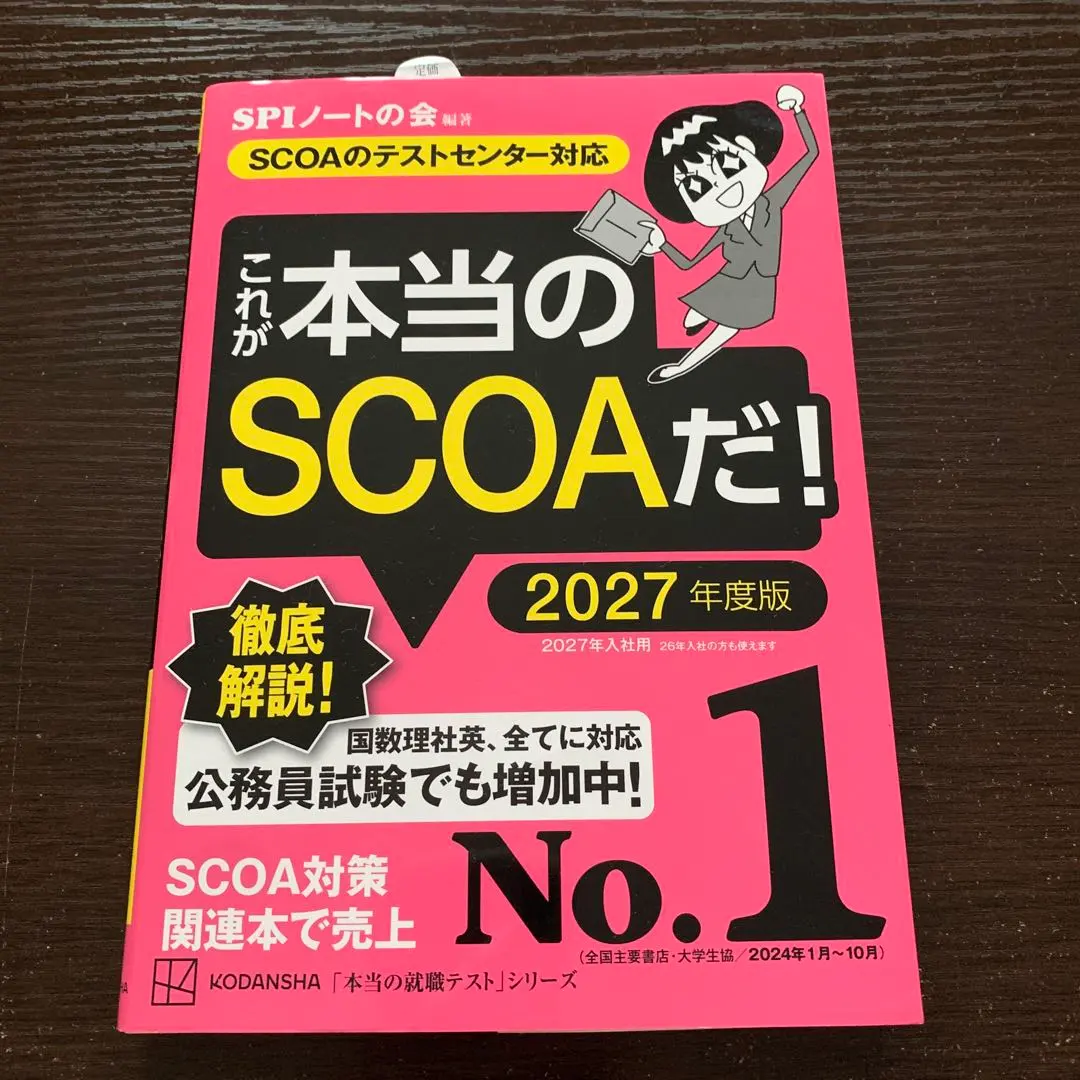 定価
SPIノートの会 編著
SCOAのテストセンター対応
これが本当の
SCOAだ!
2027年度版
2027年入社用 26年入社の方も使えます
徹底
解説!
国数理社英、全てに対応
公務員試験でも増加中!
SCOA対策
関連本で売上
No.1
(全国主要書店・大学生協/2024年1月~10月)
KODANSHA 「本当の就職テスト」シリーズ